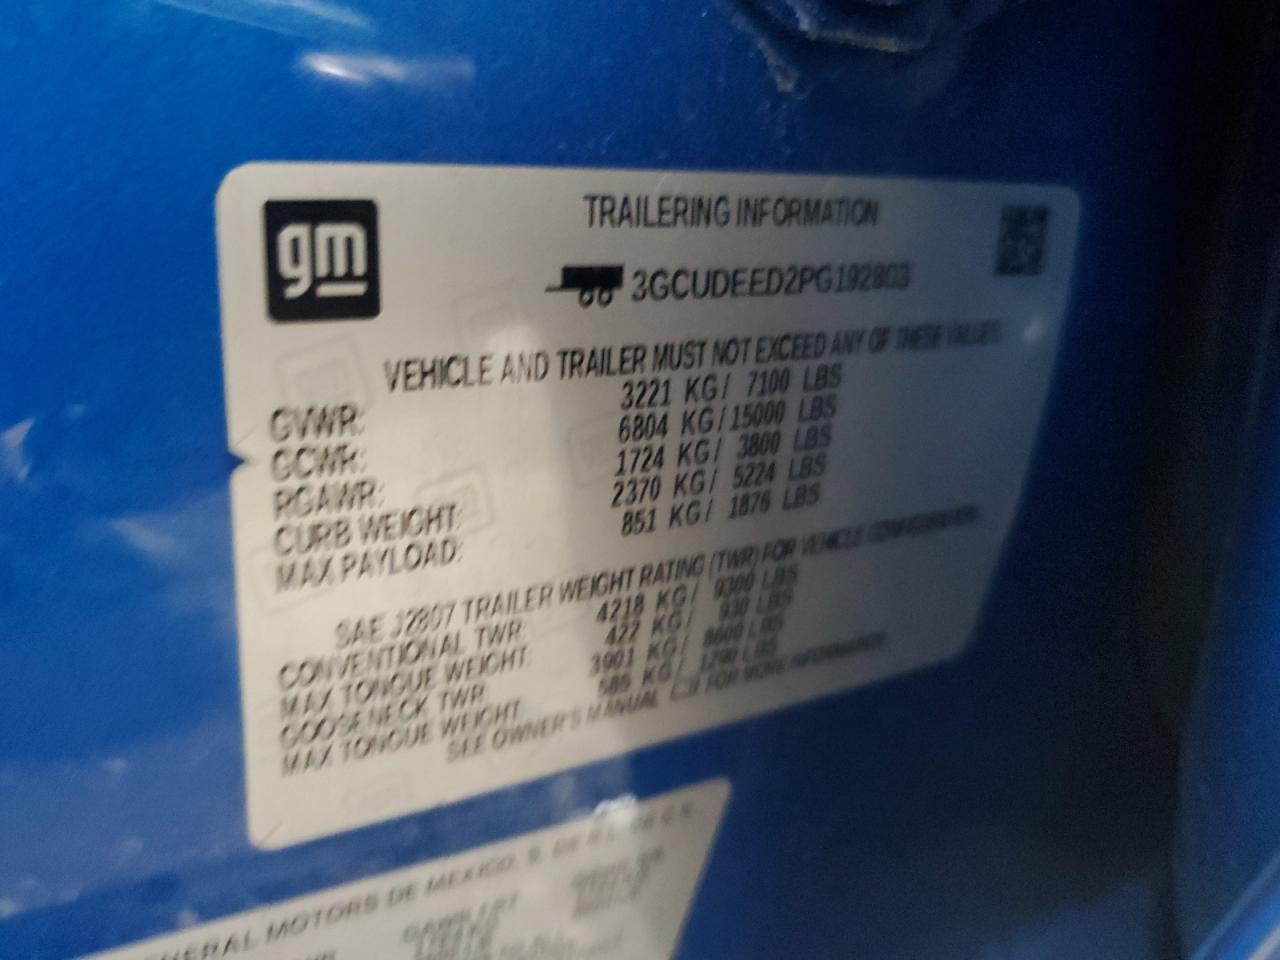 gm
TRAILERING INFORMATION
3GCUDEED2PG192803
VEHICLE AND TRAILER MUST NOT EXCEED ANY OF THESE VALUES
GVWR: 3221 KG/ 7100 LBS
GCWR: 6804 KG/15000 LBS
RGAWR: 1724 KG/ 3800 LBS
CURB WEIGHT: 2370 KG/ 5224 LBS
MAX PAYLOAD: 851 KG/ 1876 LBS
SAE J2807 TRAILER WEIGHT RATING (TWR) FOR VEHICLE CONFIGURATION.
CONVENTIONAL TWR: 4218 KG/ 9300 LBS
MAX TONGUE WEIGHT: 422 KG/ 930 LBS
GOOSENECK TWR 3901 KG/ 8600 LBS
MAX TONGUE WEIGHT: 585 KG/ 1290 LBS
SEE OWNER'S MANUAL FOR MORE INFORMATION.
GENERAL MOTORS DE MEXICO, S. DE R.L. DE C.V.